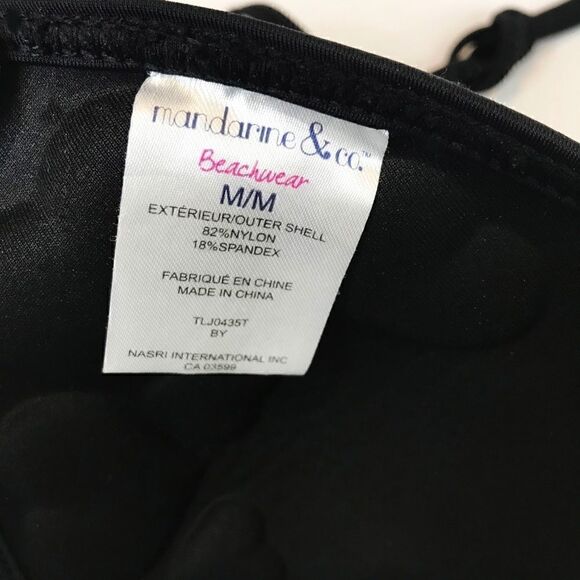 mandarine & co.™
Beachwear
M/M
EXTÉRIEUR/OUTER SHELL
82%NYLON
18%SPANDEX
FABRIQUÉ EN CHINE
MADE IN CHINA
TLJ0435T
BY
NASRI INTERNATIONAL INC
CA 03599